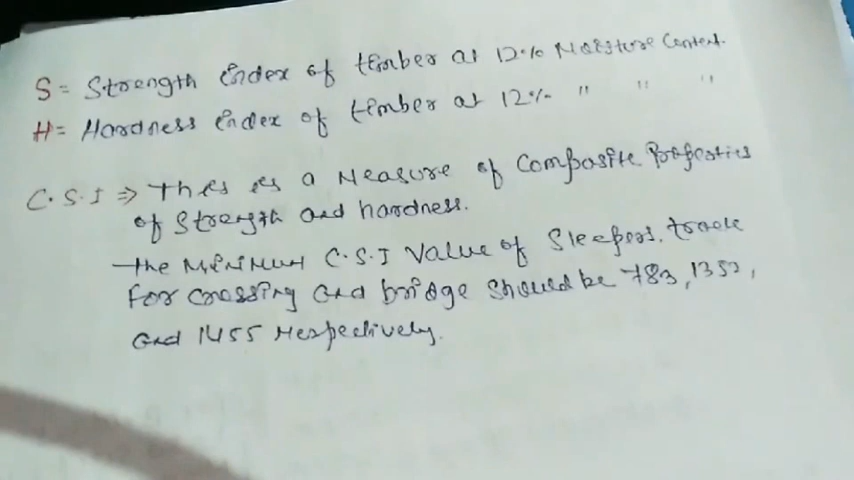 S = Strength index of timber at 12% Moisture Content.
H = Hardness index of timber at 12% " " "
C.S.I ⇒ This is a Measure of Composite Properties
of Strength and hardness.
The Minimum C.S.I Value of Sleepers, track
for crossing and bridge should be 783, 1352,
and 1455 respectively.